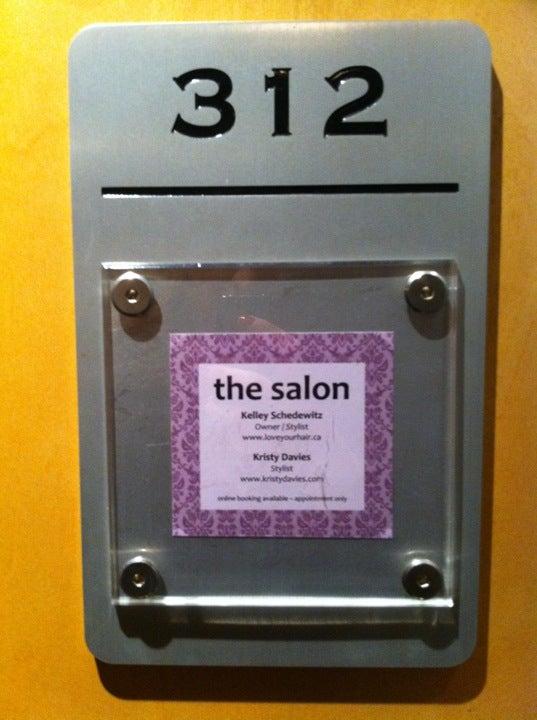 312
the salon
Kelley Schedewitz
Owner / Stylist
www.loveyourhair.ca
Kristy Davies
Stylist
www.kristydavies.com
online booking available – appointment only